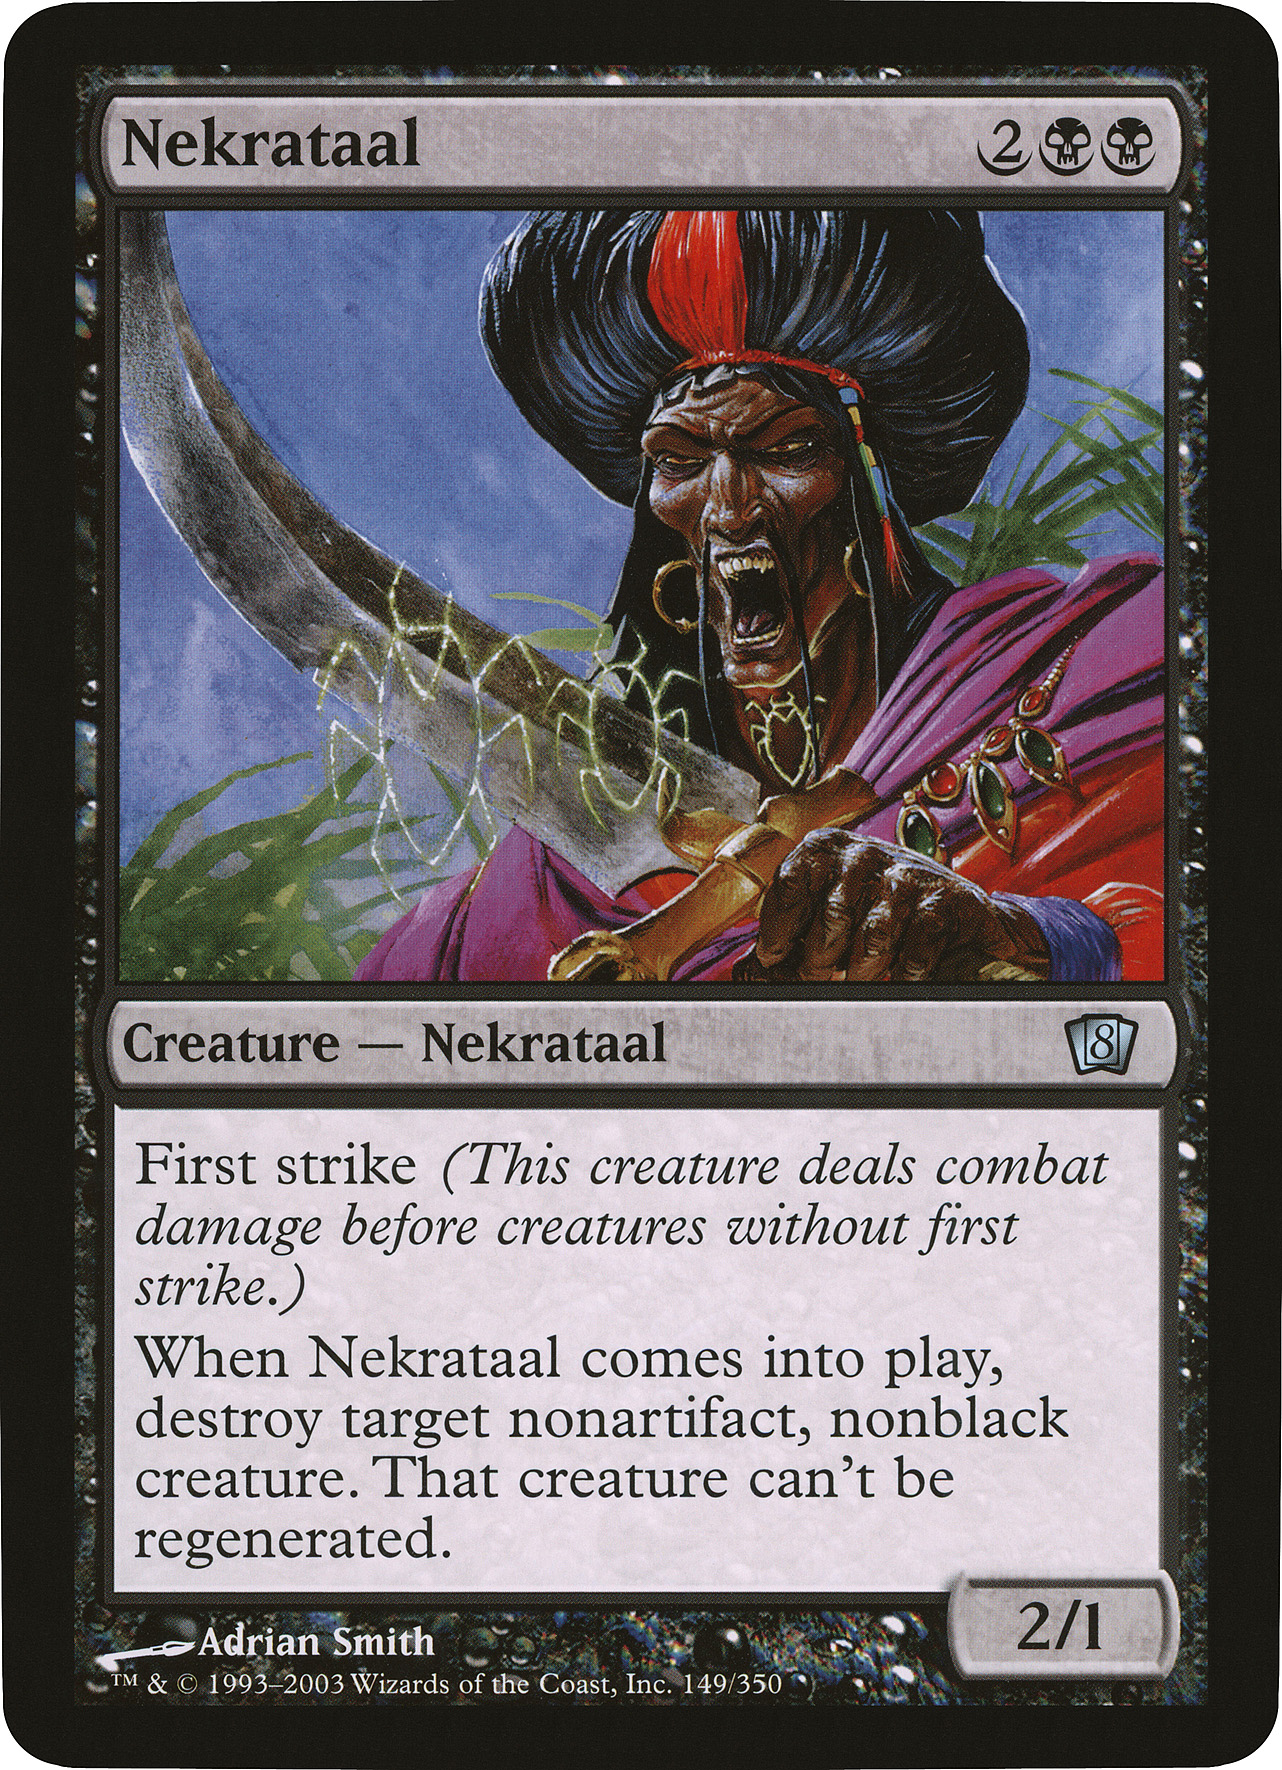 Nekrataal 2
Creature — Nekrataal 8
First strike (This creature deals combat
damage before creatures without first
strike.)
When Nekrataal comes into play,
destroy target nonartifact, nonblack
creature. That creature can't be
regenerated.
2/1
Adrian Smith
™ & © 1993–2003 Wizards of the Coast, Inc. 149/350